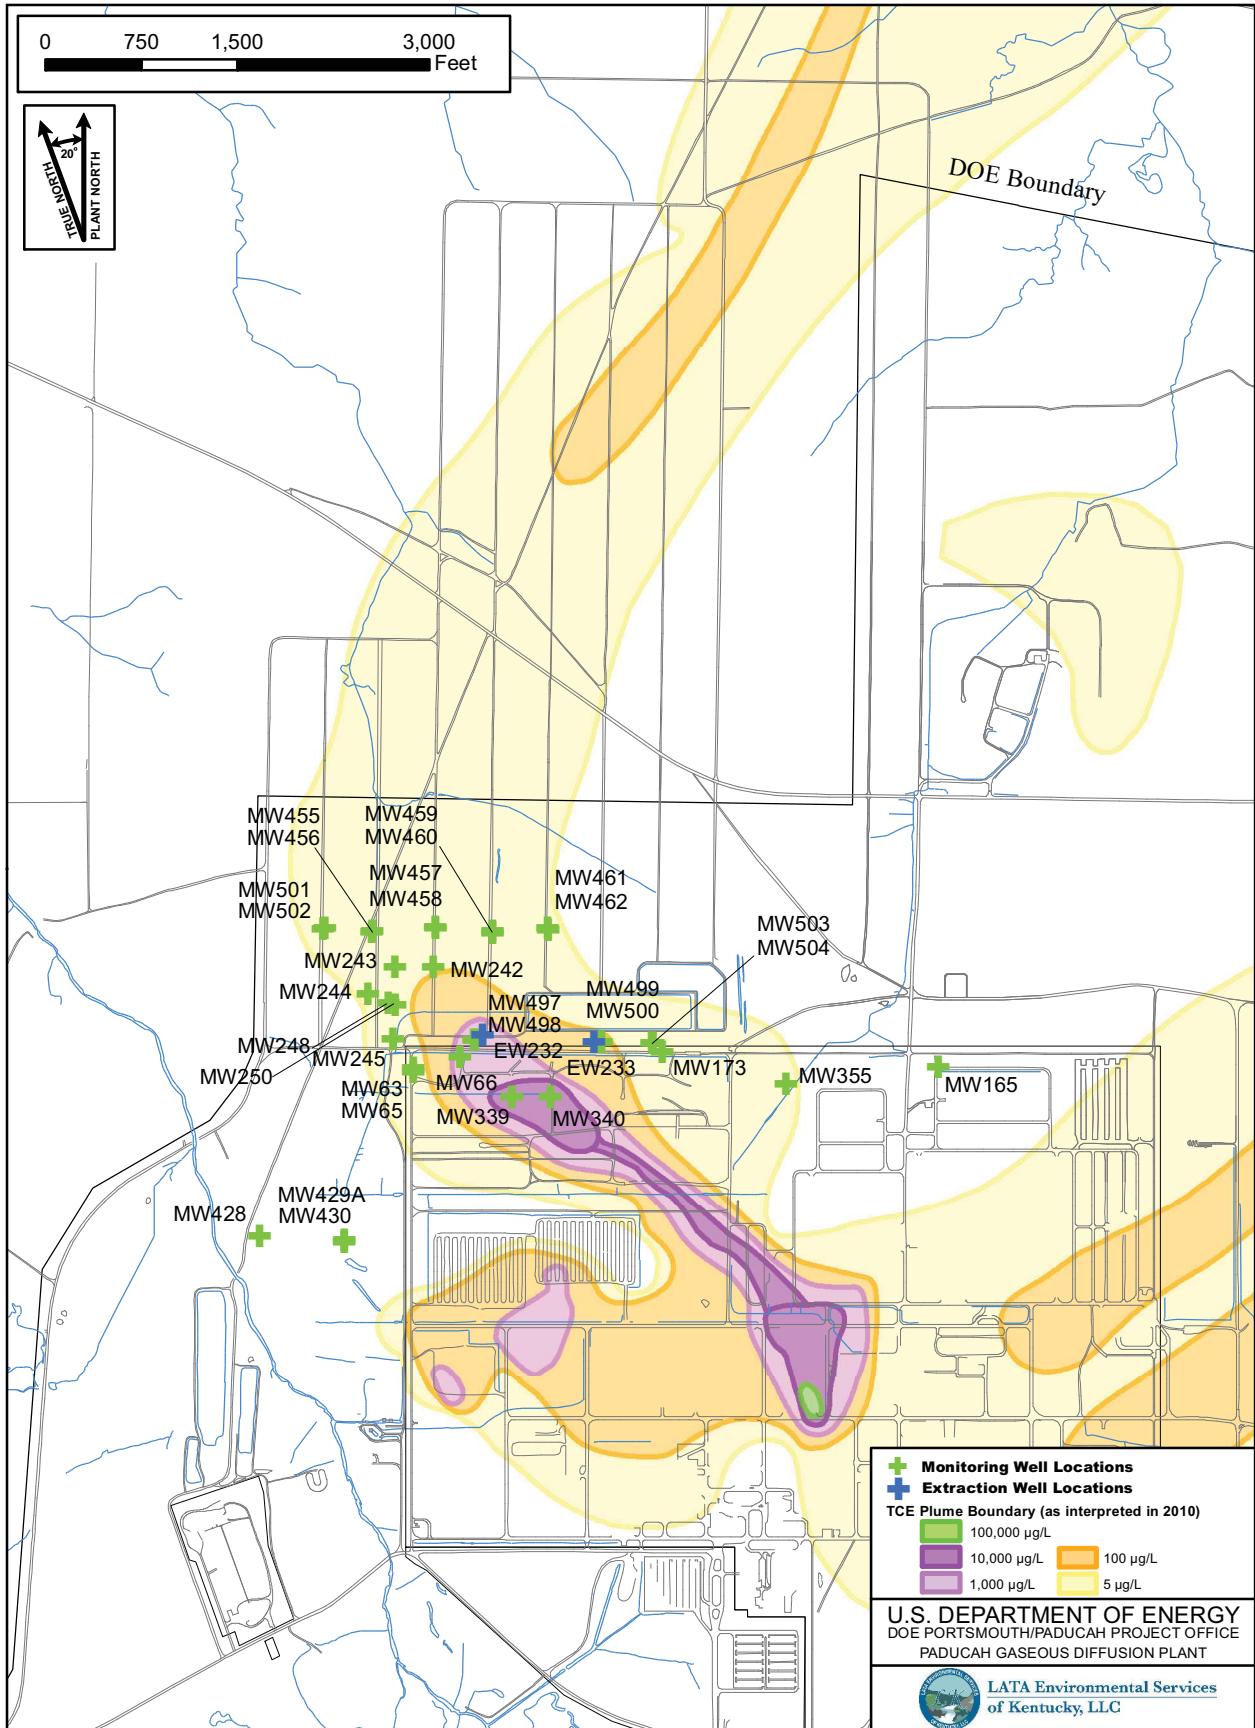 0 750 1,500 3,000
Feet
20°
TRUE NORTH
PLANT NORTH
DOE Boundary
MW455
MW456
MW459
MW460
MW457
MW458
MW461
MW462
MW501
MW502
MW503
MW504
MW243
MW242
MW244
MW497
MW498
MW499
MW500
MW248
MW245
EW232
EW233
MW173
MW250
MW63
MW65
MW66
MW355
MW165
MW339
MW340
MW428
MW429A
MW430
Monitoring Well Locations
Extraction Well Locations
TCE Plume Boundary (as interpreted in 2010)
100,000 µg/L
10,000 µg/L
100 µg/L
1,000 µg/L
5 µg/L
U.S. DEPARTMENT OF ENERGY
DOE PORTSMOUTH/PADUCAH PROJECT OFFICE
PADUCAH GASEOUS DIFFUSION PLANT
LATA Environmental Services
of Kentucky, LLC